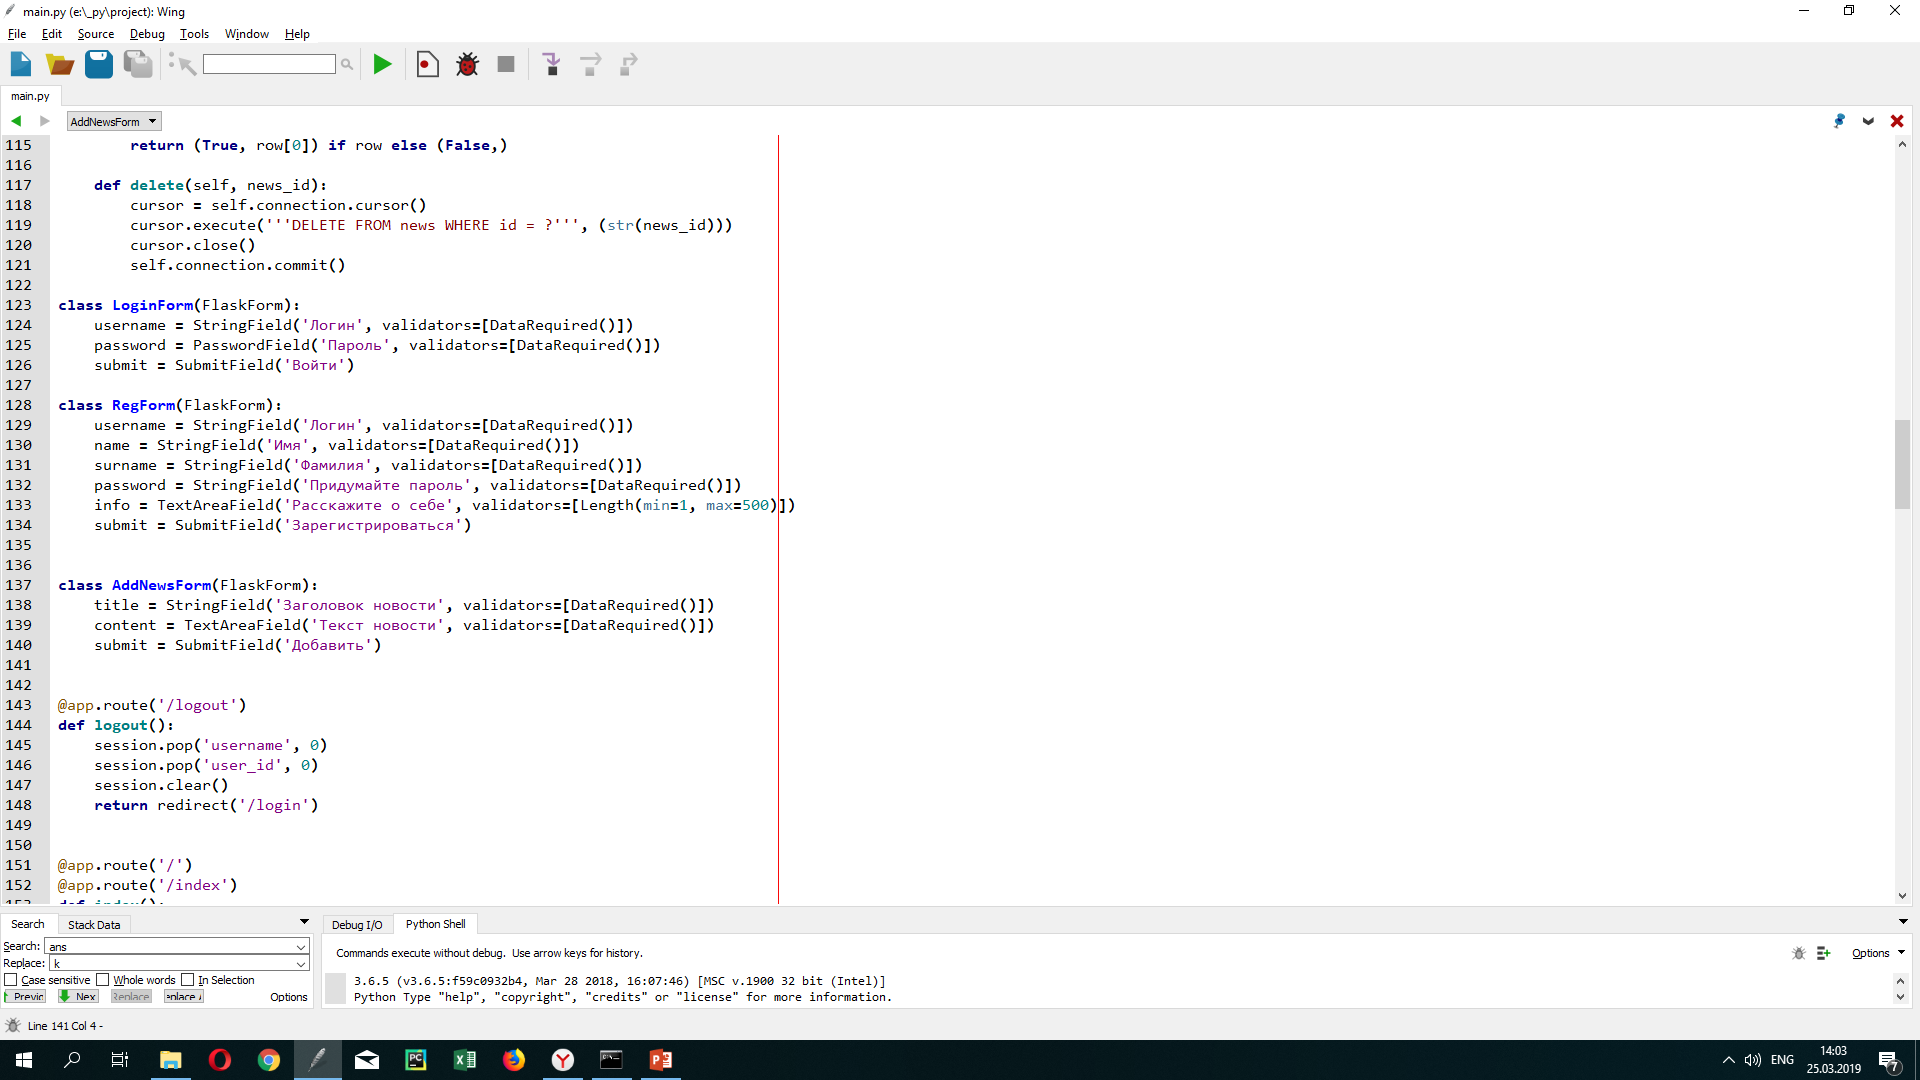 main.py (e:\_py\project): Wing
File Edit Source Debug Tools Window Help
main.py
AddNewsForm
115         return (True, row[0]) if row else (False,)
116
117     def delete(self, news_id):
118         cursor = self.connection.cursor()
119         cursor.execute('''DELETE FROM news WHERE id = ?''', (str(news_id)))
120         cursor.close()
121         self.connection.commit()
122
123 class LoginForm(FlaskForm):
124     username = StringField('Логин', validators=[DataRequired()])
125     password = PasswordField('Пароль', validators=[DataRequired()])
126     submit = SubmitField('Войти')
127
128 class RegForm(FlaskForm):
129     username = StringField('Логин', validators=[DataRequired()])
130     name = StringField('Имя', validators=[DataRequired()])
131     surname = StringField('Фамилия', validators=[DataRequired()])
132     password = StringField('Придумайте пароль', validators=[DataRequired()])
133     info = TextAreaField('Расскажите о себе', validators=[Length(min=1, max=500)])
134     submit = SubmitField('Зарегистрироваться')
135
136
137 class AddNewsForm(FlaskForm):
138     title = StringField('Заголовок новости', validators=[DataRequired()])
139     content = TextAreaField('Текст новости', validators=[DataRequired()])
140     submit = SubmitField('Добавить')
141
142
143 @app.route('/logout')
144 def logout():
145     session.pop('username', 0)
146     session.pop('user_id', 0)
147     session.clear()
148     return redirect('/login')
149
150
151 @app.route('/')
152 @app.route('/index')
153 def index():
Search Stack Data
Search: ans
Replace: k
Case sensitive Whole words In Selection
Previc Nex Replace eplace Options
Debug I/O Python Shell
Commands execute without debug. Use arrow keys for history.
Options
3.6.5 (v3.6.5:f59c0932b4, Mar 28 2018, 16:07:46) [MSC v.1900 32 bit (Intel)]
Python Type "help", "copyright", "credits" or "license" for more information.
Line 141 Col 4 -
ENG
14:03
25.03.2019
7